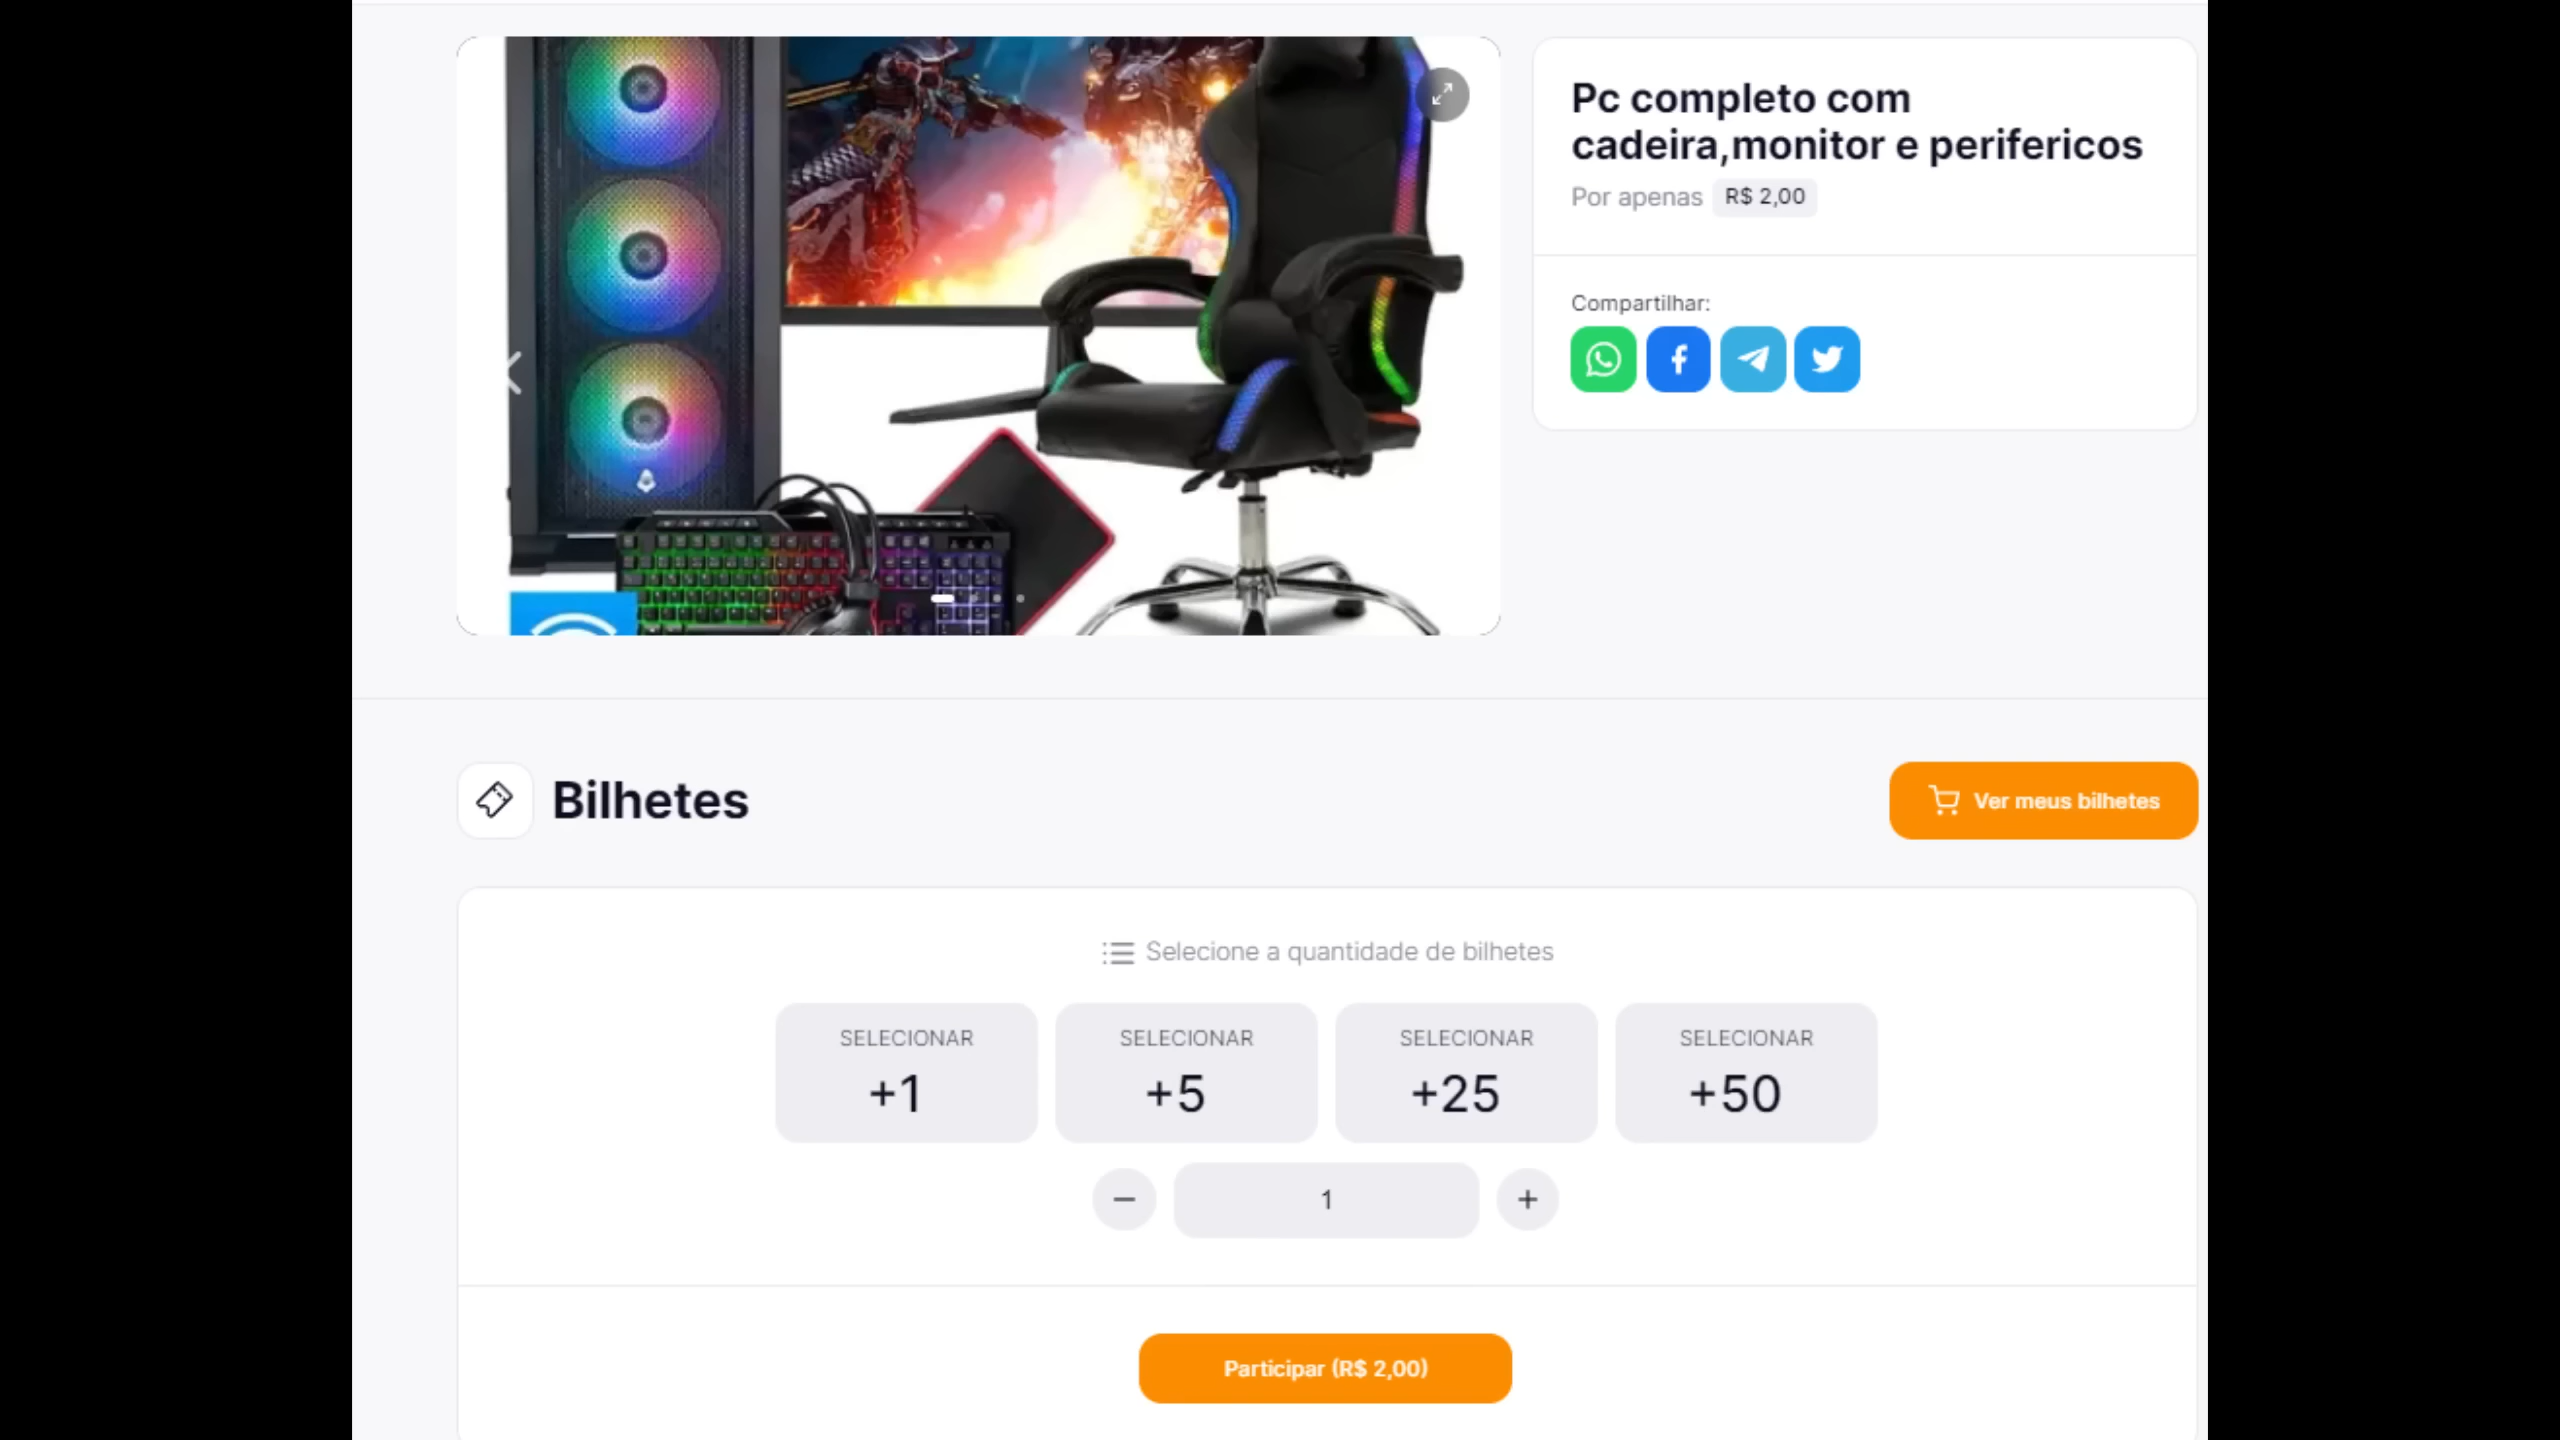 Pc completo com
cadeira,monitor e perifericos
Por apenas R$ 2,00
Compartilhar:
Bilhetes
Ver meus bilhetes
Selecione a quantidade de bilhetes
SELECIONAR SELECIONAR SELECIONAR SELECIONAR
+1 +5 +25 +50
1
Participar (R$ 2,00)